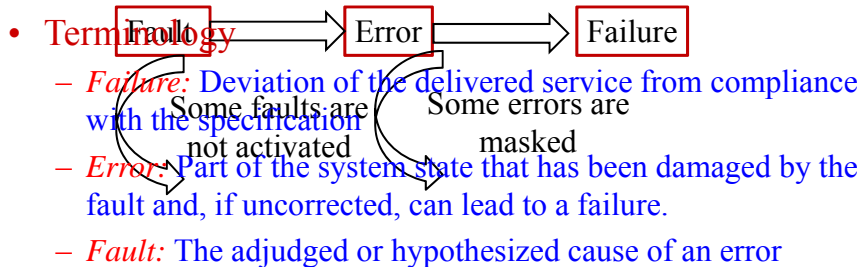 • Terminology
Fault Error Failure
– Failure: Deviation of the delivered service from compliance
with the specification
Some faults are
not activated
Some errors are
masked
– Error: Part of the system state that has been damaged by the
fault and, if uncorrected, can lead to a failure.
– Fault: The adjudged or hypothesized cause of an error